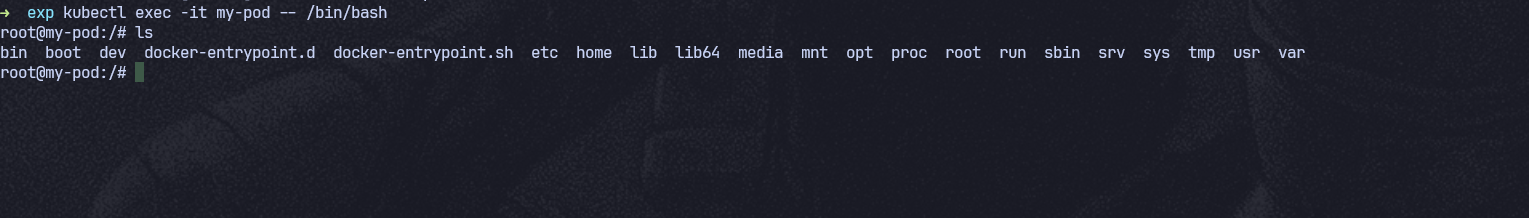 ➜ exp kubectl exec -it my-pod -- /bin/bash
root@my-pod:/# ls
bin boot dev docker-entrypoint.d docker-entrypoint.sh etc home lib lib64 media mnt opt proc root run sbin srv sys tmp usr var
root@my-pod:/#